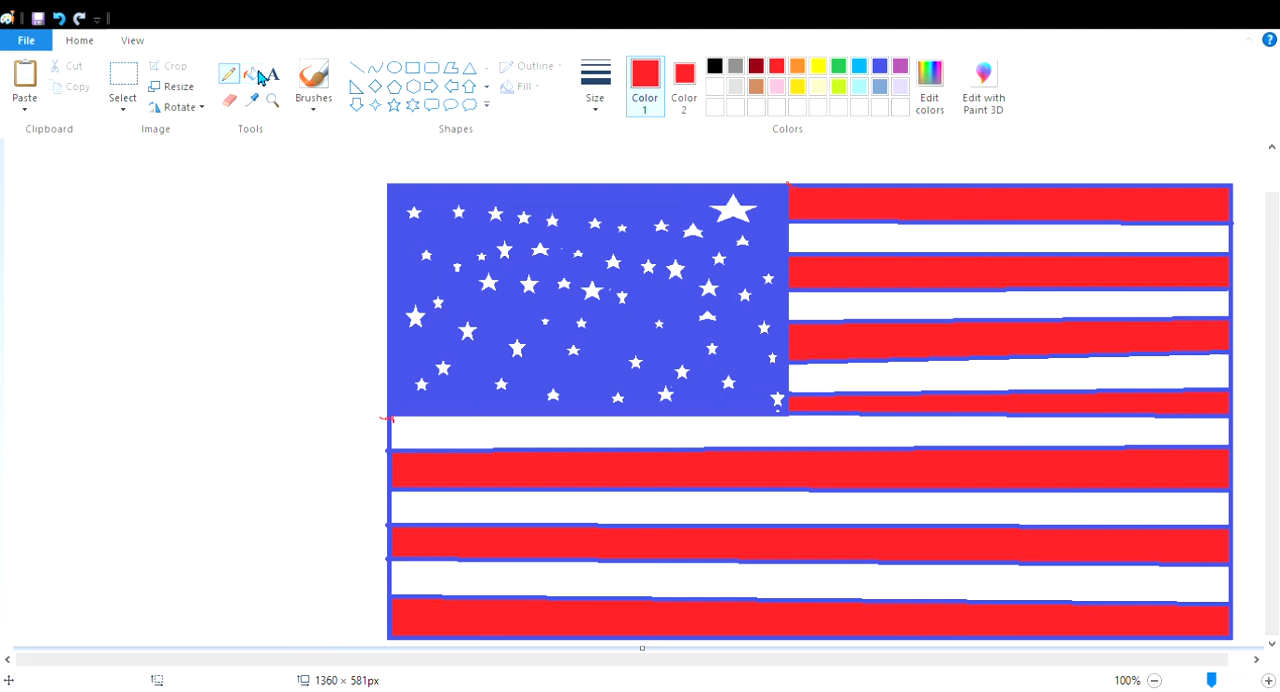 File Home View
Paste
Cut
Copy
Clipboard
Select
Crop
Resize
Rotate
Image
A
Tools
Brushes
Shapes
Outline
Fill
Size
Color
1
Color
2
Colors
Edit
colors
Edit with
Paint 3D
?
1360 × 581px
100%